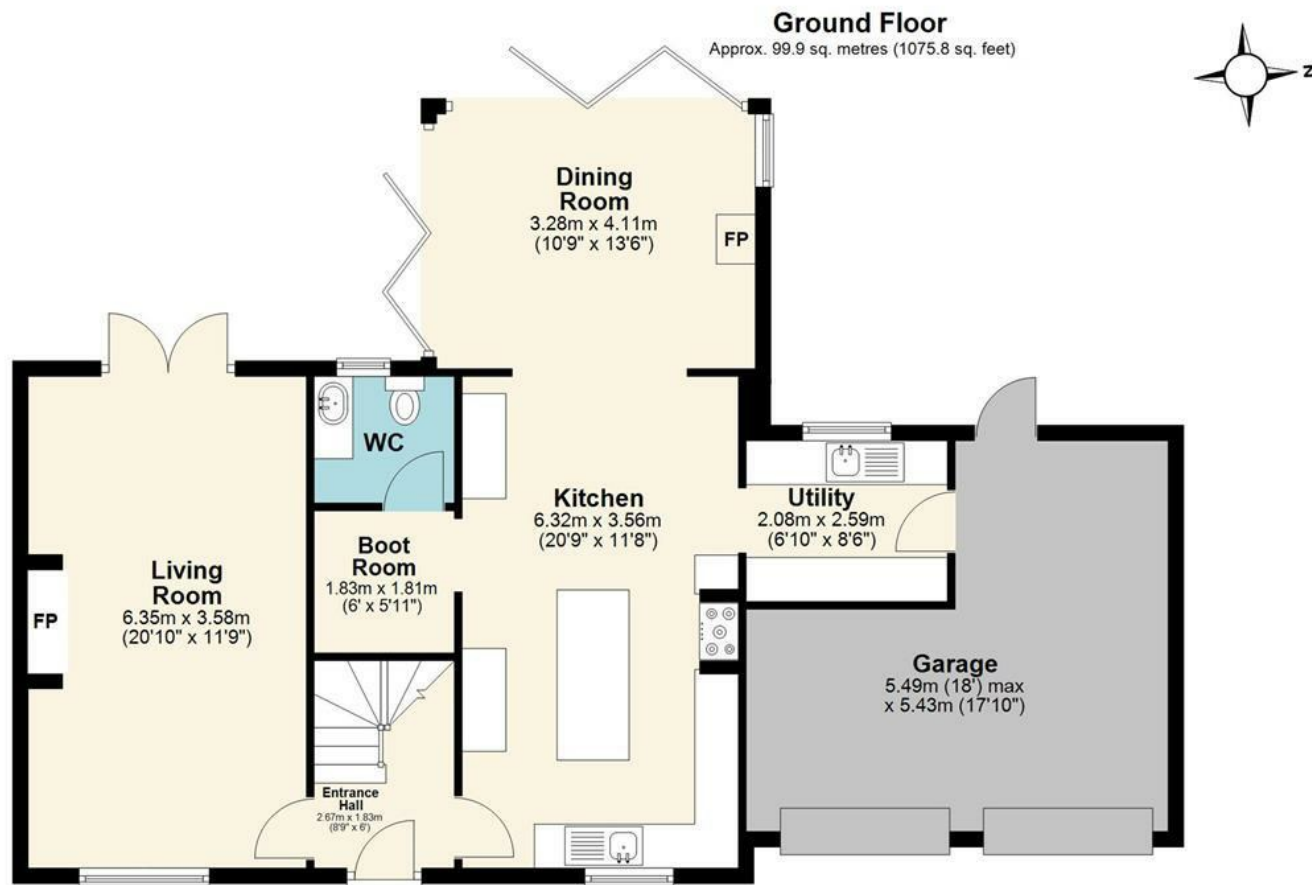 Ground Floor
Approx. 99.9 sq. metres (1075.8 sq. feet)
N
Dining
Room
3.28m x 4.11m
(10'9" x 13'6")
FP
WC
Kitchen
6.32m x 3.56m
(20'9" x 11'8")
Utility
2.08m x 2.59m
(6'10" x 8'6")
Boot
Room
1.83m x 1.81m
(6' x 5'11")
Living
Room
6.35m x 3.58m
(20'10" x 11'9")
FP
Garage
5.49m (18') max
x 5.43m (17'10")
Entrance
Hall
2.67m x 1.83m
(8'9" x 6')